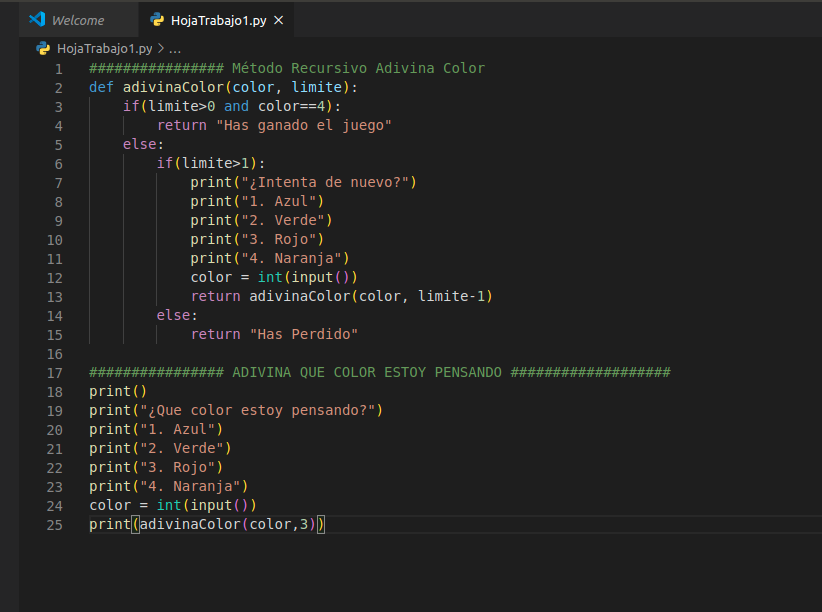 Welcome
HojaTrabajo1.py ×
HojaTrabajo1.py > ...
1 ################ Método Recursivo Adivina Color
2 def adivinaColor(color, limite):
3     if(limite>0 and color==4):
4         return "Has ganado el juego"
5     else:
6         if(limite>1):
7             print("¿Intenta de nuevo?")
8             print("1. Azul")
9             print("2. Verde")
10             print("3. Rojo")
11             print("4. Naranja")
12             color = int(input())
13             return adivinaColor(color, limite-1)
14         else:
15             return "Has Perdido"
16
17 ################ ADIVINA QUE COLOR ESTOY PENSANDO ###################
18 print()
19 print("¿Que color estoy pensando?")
20 print("1. Azul")
21 print("2. Verde")
22 print("3. Rojo")
23 print("4. Naranja")
24 color = int(input())
25 print(adivinaColor(color,3))